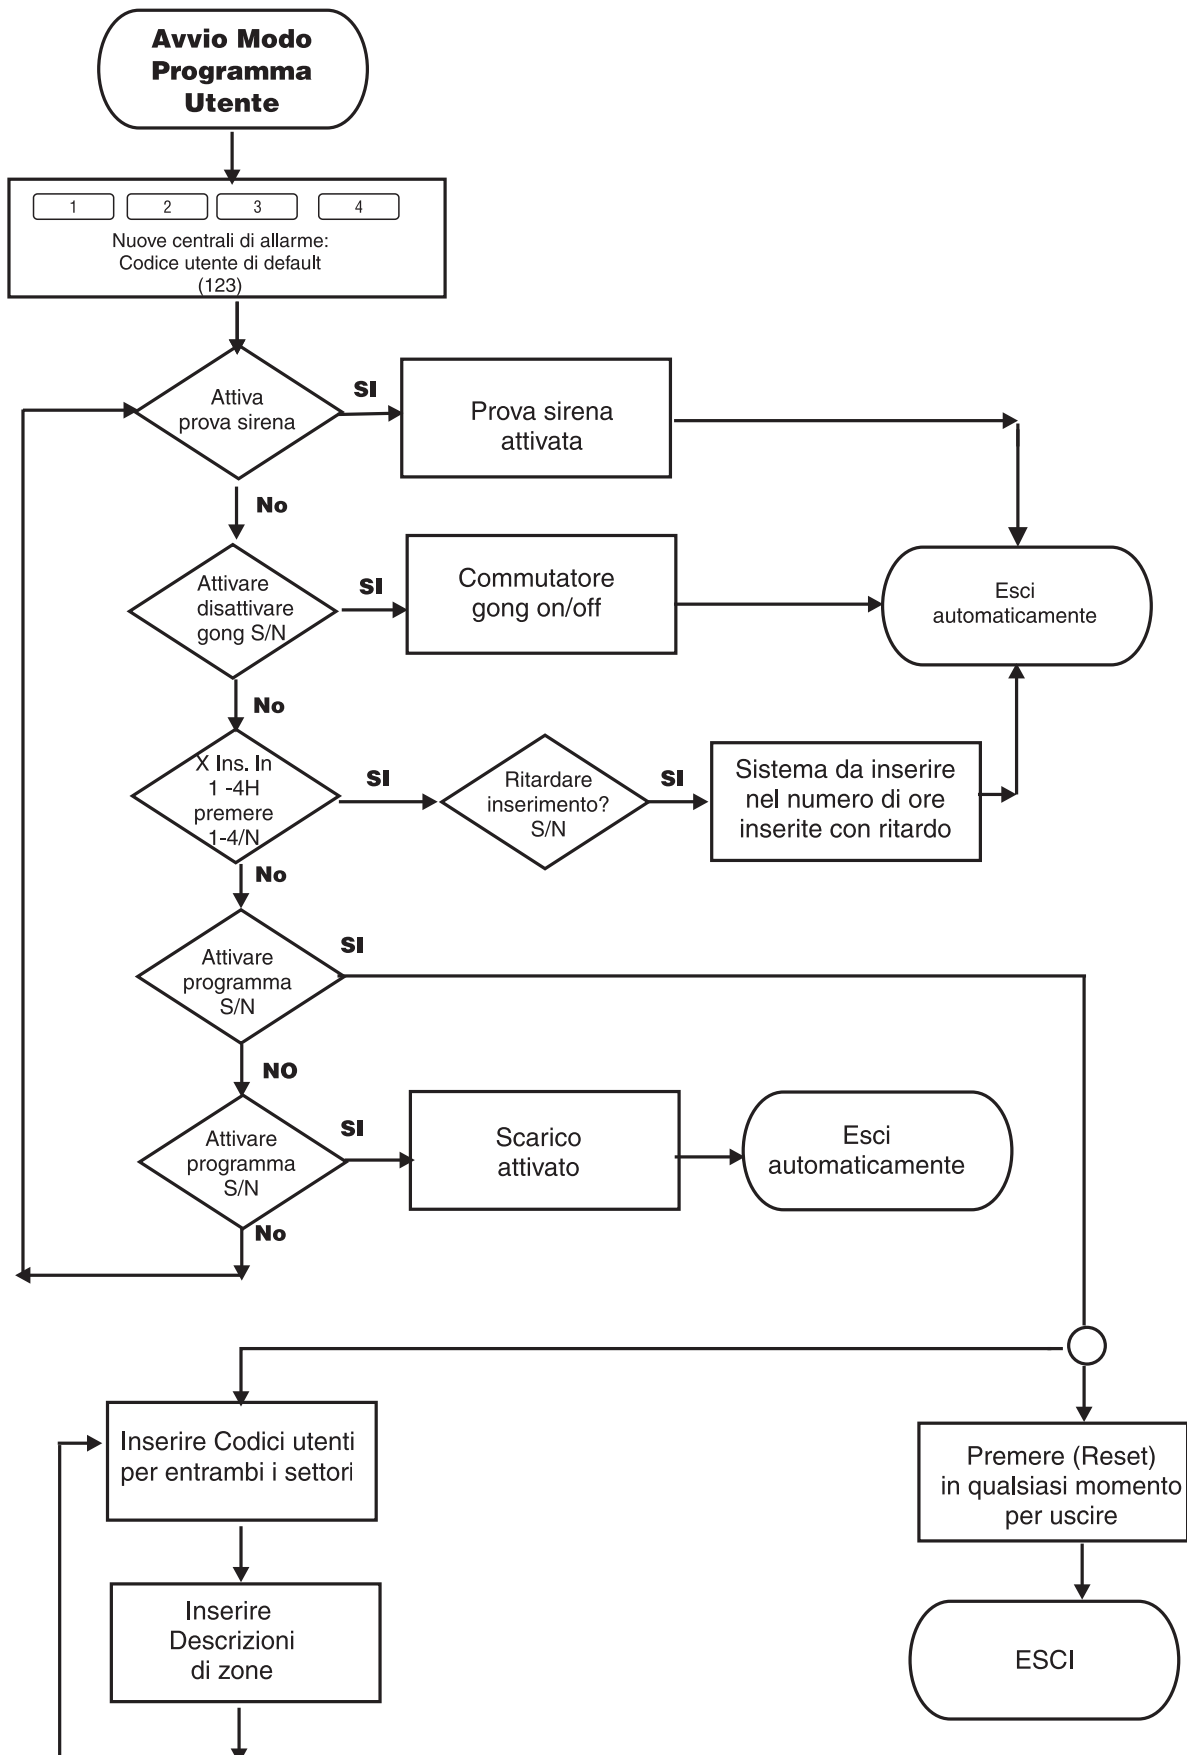 Avvio Modo
Programma
Utente
1 2 3 4
Nuove centrali di allarme:
Codice utente di default
(123)
Attiva
prova sirena
SI
Prova sirena
attivata
No
Attivare
disattivare
gong S/N
SI
Commutatore
gong on/off
Esci
automaticamente
No
X Ins. In
1 -4H
premere
1-4/N
SI
Ritardare
inserimento?
S/N
SI
Sistema da inserire
nel numero di ore
inserite con ritardo
No
Attivare
programma
S/N
SI
NO
Attivare
programma
S/N
SI
Scarico
attivato
Esci
automaticamente
No
Inserire Codici utenti
per entrambi i settori
Premere (Reset)
in qualsiasi momento
per uscire
Inserire
Descrizioni
di zone
ESCI